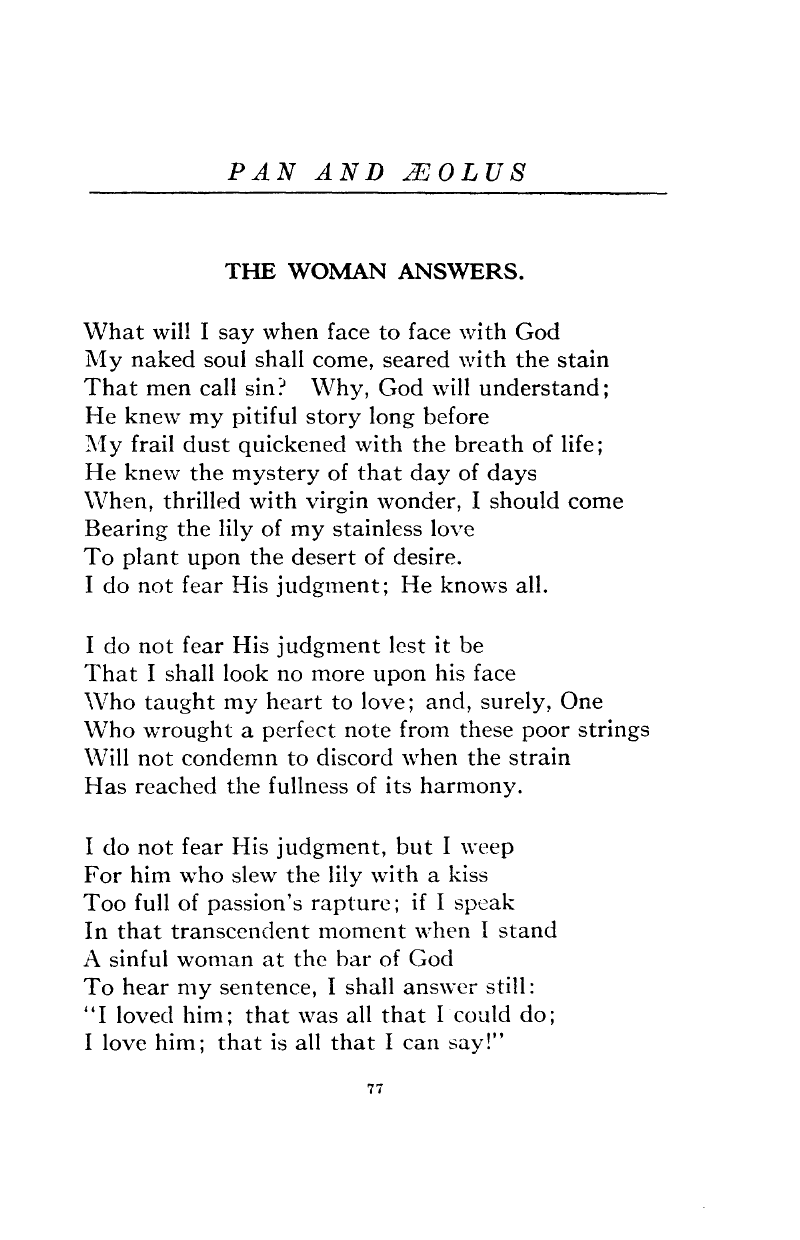 PAN AND ÆOLUS
THE WOMAN ANSWERS.
What will I say when face to face with God
My naked soul shall come, seared with the stain
That men call sin? Why, God will understand;
He knew my pitiful story long before
My frail dust quickened with the breath of life;
He knew the mystery of that day of days
When, thrilled with virgin wonder, I should come
Bearing the lily of my stainless love
To plant upon the desert of desire.
I do not fear His judgment; He knows all.
I do not fear His judgment lest it be
That I shall look no more upon his face
Who taught my heart to love; and, surely, One
Who wrought a perfect note from these poor strings
Will not condemn to discord when the strain
Has reached the fullness of its harmony.
I do not fear His judgment, but I weep
For him who slew the lily with a kiss
Too full of passion's rapture; if I speak
In that transcendent moment when I stand
A sinful woman at the bar of God
To hear my sentence, I shall answer still:
"I loved him; that was all that I could do;
I love him; that is all that I can say!"
77